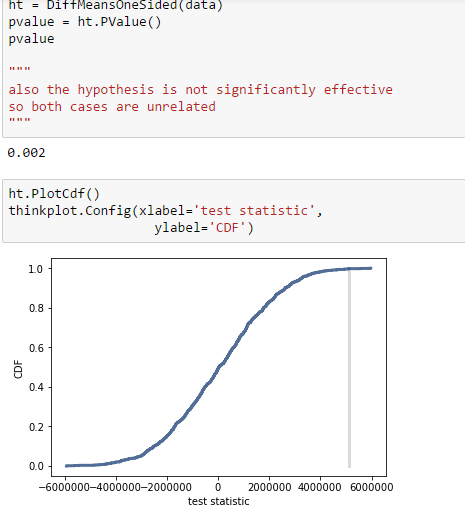 ht = DiffMeansOneSided(data)
pvalue = ht.PValue()
pvalue
"""
also the hypothesis is not significantly effective
so both cases are unrelated
"""
0.002
ht.PlotCdf()
thinkplot.Config(xlabel='test statistic',
ylabel='CDF')
1.0
0.8
0.6
0.4
0.2
0.0
CDF
−6000000−4000000−2000000 0 2000000 4000000 6000000
test statistic